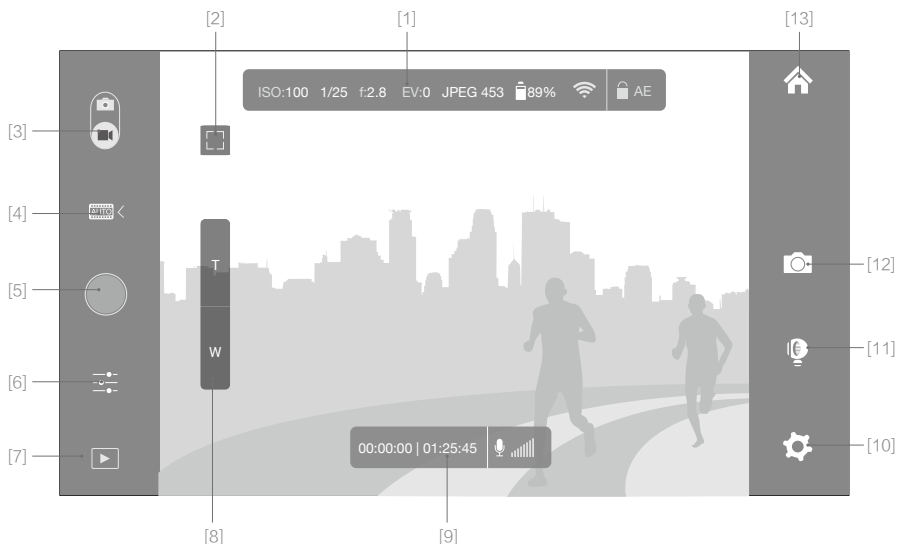 [2] [1] [13]
ISO:100 1/25 f:2.8 EV:0 JPEG 453 89% AE
[3]
[4] AUTO
T
[12]
[5]
W
[11]
[6]
00:00:00 | 01:25:45
[10]
[7]
[8] [9]